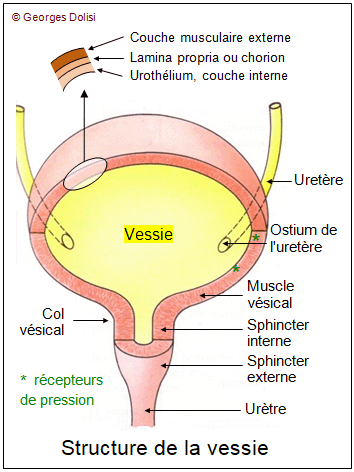 © Georges Dolisi
Couche musculaire externe
Lamina propria ou chorion
Urothélium, couche interne
Uretère
Vessie
Ostium de
l'uretère
*
*
Muscle
vésical
Col
vésical
Sphincter
interne
Sphincter
externe
* récepteurs
de pression
Urètre
Structure de la vessie